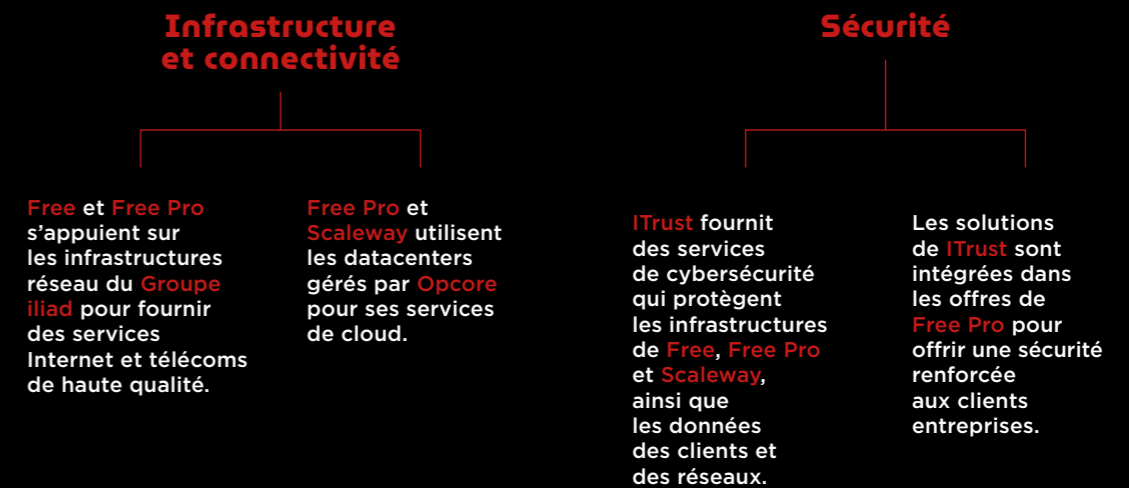 Infrastructure
et connectivité
Free et Free Pro
s’appuient sur
les infrastructures
réseau du Groupe
iliad pour fournir
des services
Internet et télécoms
de haute qualité.
Free Pro et
Scaleway utilisent
les datacenters
gérés par Opcore
pour ses services
de cloud.
Sécurité
ITrust fournit
des services
de cybersécurité
qui protègent
les infrastructures
de Free, Free Pro
et Scaleway,
ainsi que
les données
des clients et
des réseaux.
Les solutions
de ITrust sont
intégrées dans
les offres de
Free Pro pour
offrir une sécurité
renforcée
aux clients
entreprises.